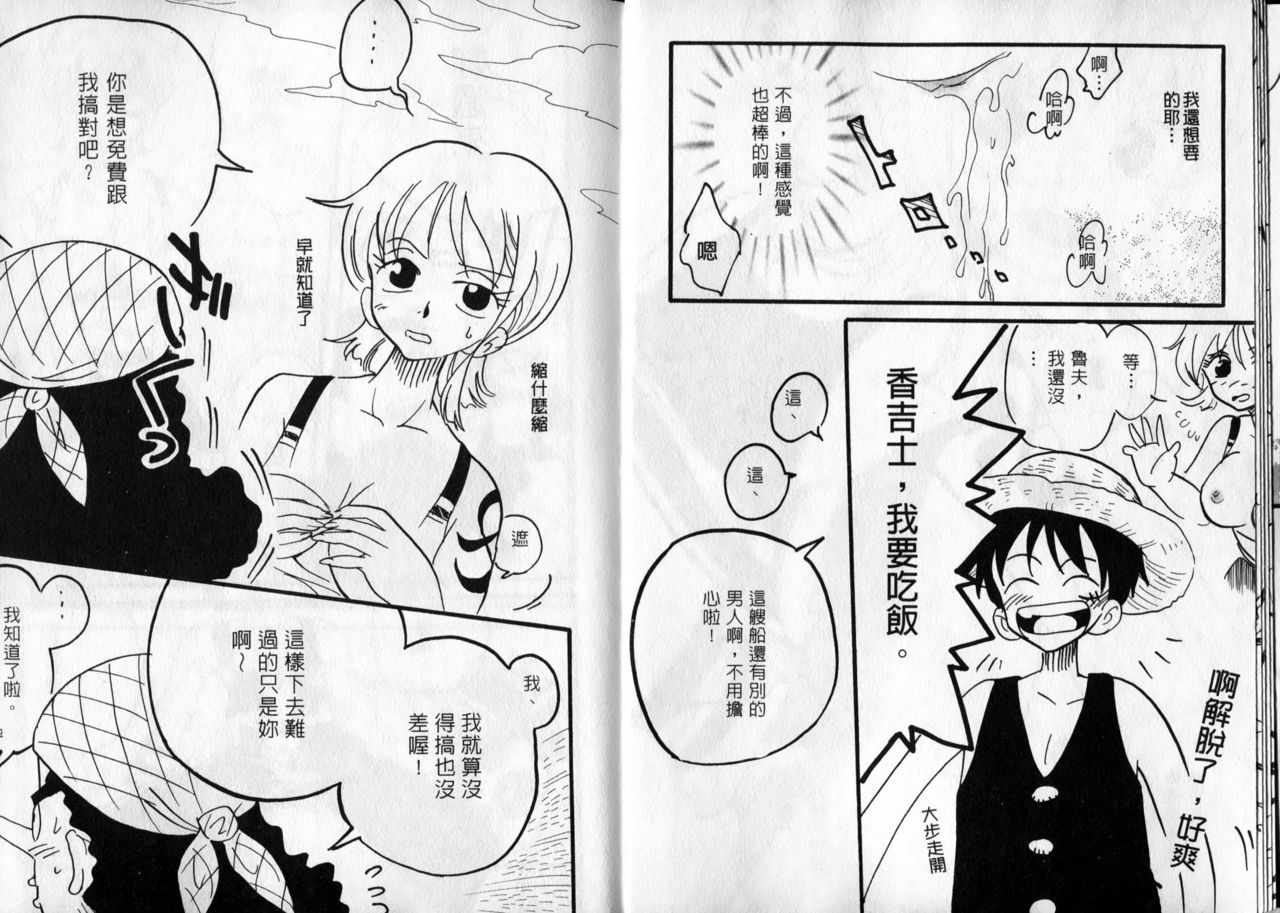 我還想要
的耶…
啊…
哈啊
哈啊
不過，這種感覺
也超棒的啊！
嗯
等…
魯夫，
我還沒
…
香吉士，我要吃飯。
啊解脫了，好爽
大步走開
這、
這、
這艘船還有別的
男人啊，不用擔
心啦！
……
早就知道了
縮什麼縮
遮
你是想免費跟
我搞對吧？
我、
我就算沒
得搞也沒
差喔！
這樣下去難
過的只是妳
啊～
…
我知道了啦。